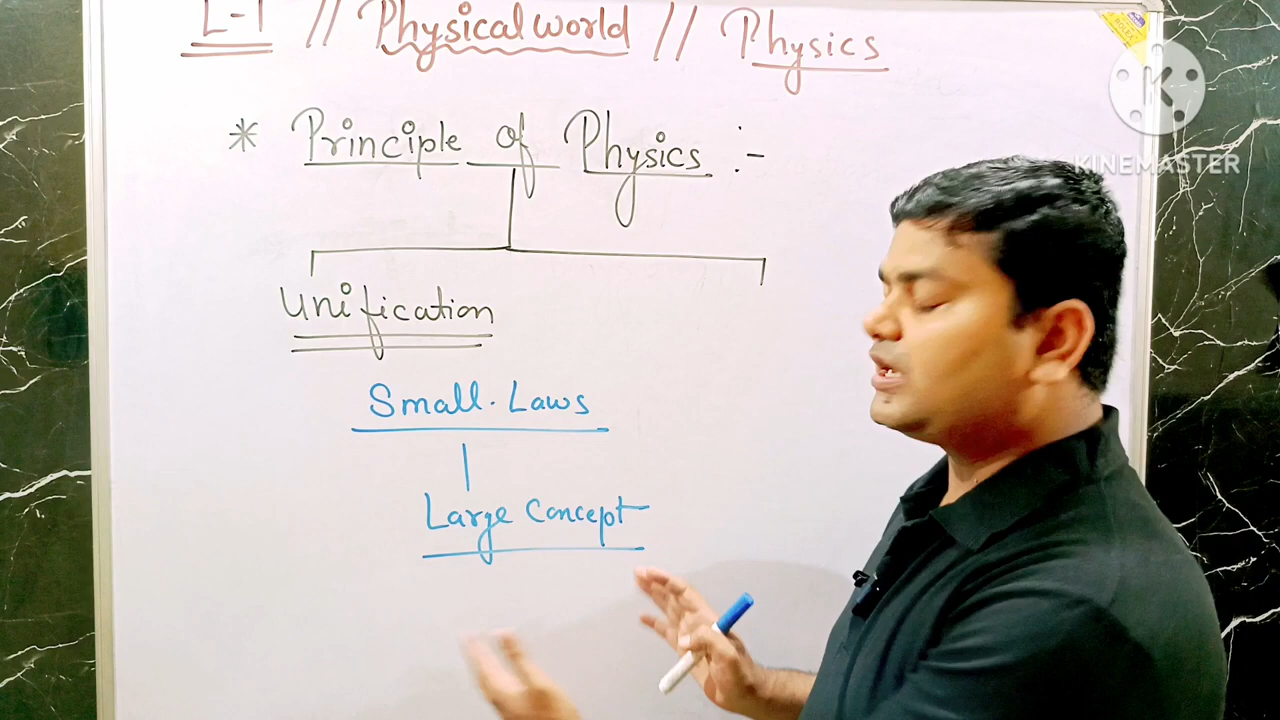 L-1 // Physical world // Physics
* Principle of Physics :-
Unification
Small. Laws
Large Concept
KINEMASTER